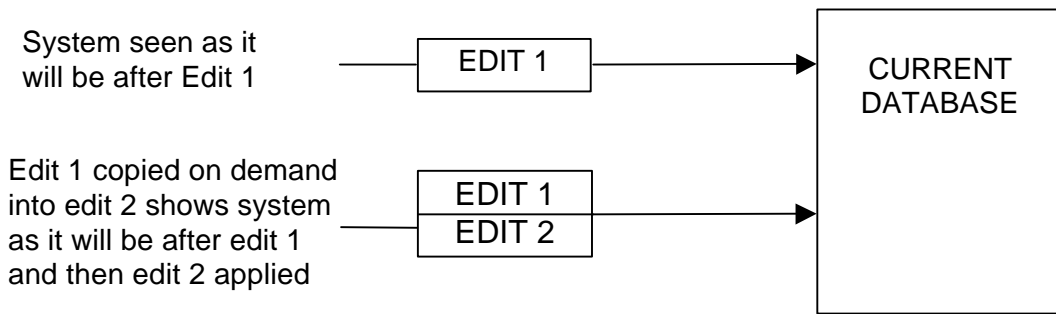 System seen as it
will be after Edit 1
EDIT 1
CURRENT
DATABASE
Edit 1 copied on demand
into edit 2 shows system
as it will be after edit 1
and then edit 2 applied
EDIT 1
EDIT 2